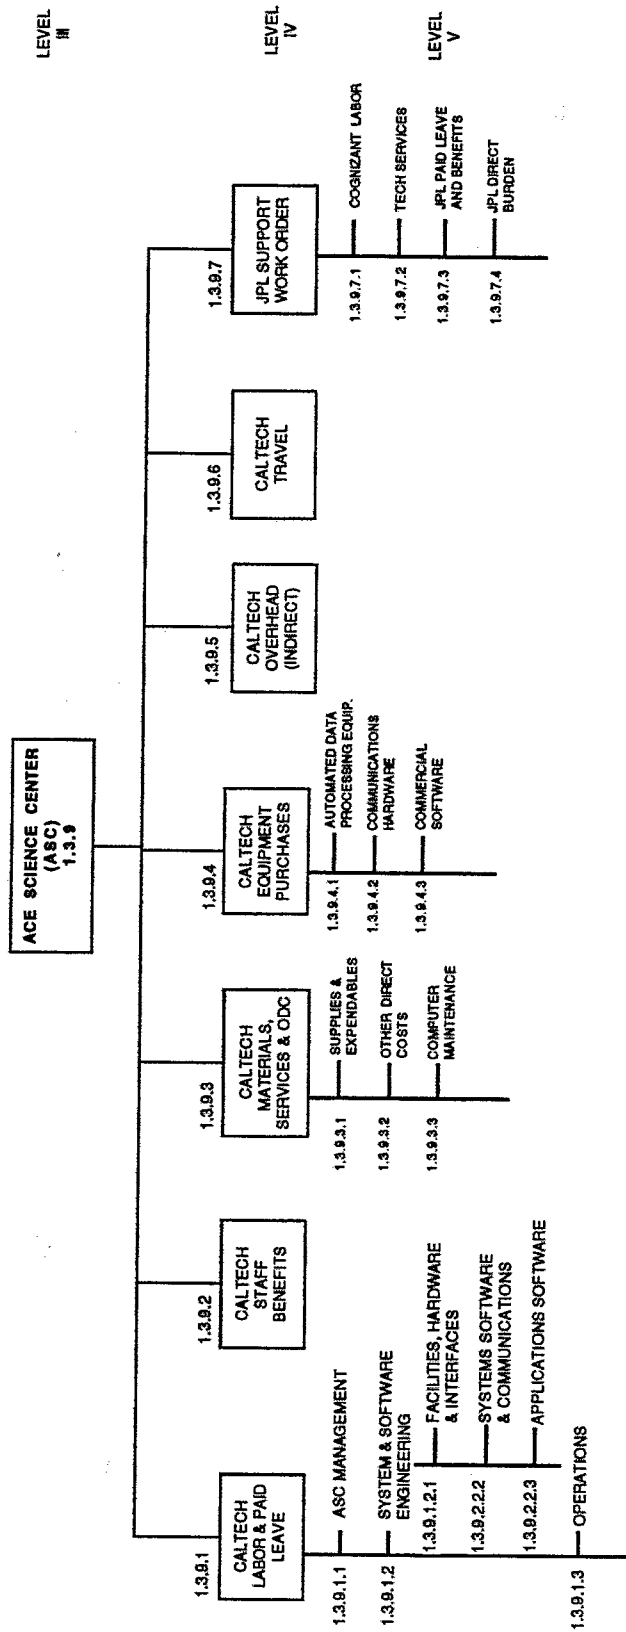 LEVEL
III
ACE SCIENCE CENTER
(ASC)
1.3.9
LEVEL
IV
1.3.9.1
CALTECH
LABOR & PAID
LEAVE
1.3.9.2
CALTECH
STAFF
BENEFITS
1.3.9.3
CALTECH
MATERIALS,
SERVICES & ODC
1.3.9.4
CALTECH
EQUIPMENT
PURCHASES
1.3.9.5
CALTECH
OVERHEAD
(INDIRECT)
1.3.9.6
CALTECH
TRAVEL
1.3.9.7
JPL SUPPORT
WORK ORDER
LEVEL
V
1.3.9.1.1
ASC MANAGEMENT
1.3.9.1.2
SYSTEM & SOFTWARE
ENGINEERING
1.3.9.1.2.1
FACILITIES, HARDWARE
& INTERFACES
1.3.9.2.2.2
SYSTEMS SOFTWARE
& COMMUNICATIONS
1.3.9.2.2.3
APPLICATIONS SOFTWARE
1.3.9.1.3
OPERATIONS
1.3.9.3.1
SUPPLIES &
EXPENDABLES
1.3.9.3.2
OTHER DIRECT
COSTS
1.3.9.3.3
COMPUTER
MAINTENANCE
1.3.9.4.1
AUTOMATED DATA
PROCESSING EQUIP.
1.3.9.4.2
COMMUNICATIONS
HARDWARE
1.3.9.4.3
COMMERCIAL
SOFTWARE
1.3.9.7.1
COGNIZANT LABOR
1.3.9.7.2
TECH SERVICES
1.3.9.7.3
JPL PAID LEAVE
AND BENEFITS
1.3.9.7.4
JPL DIRECT
BURDEN